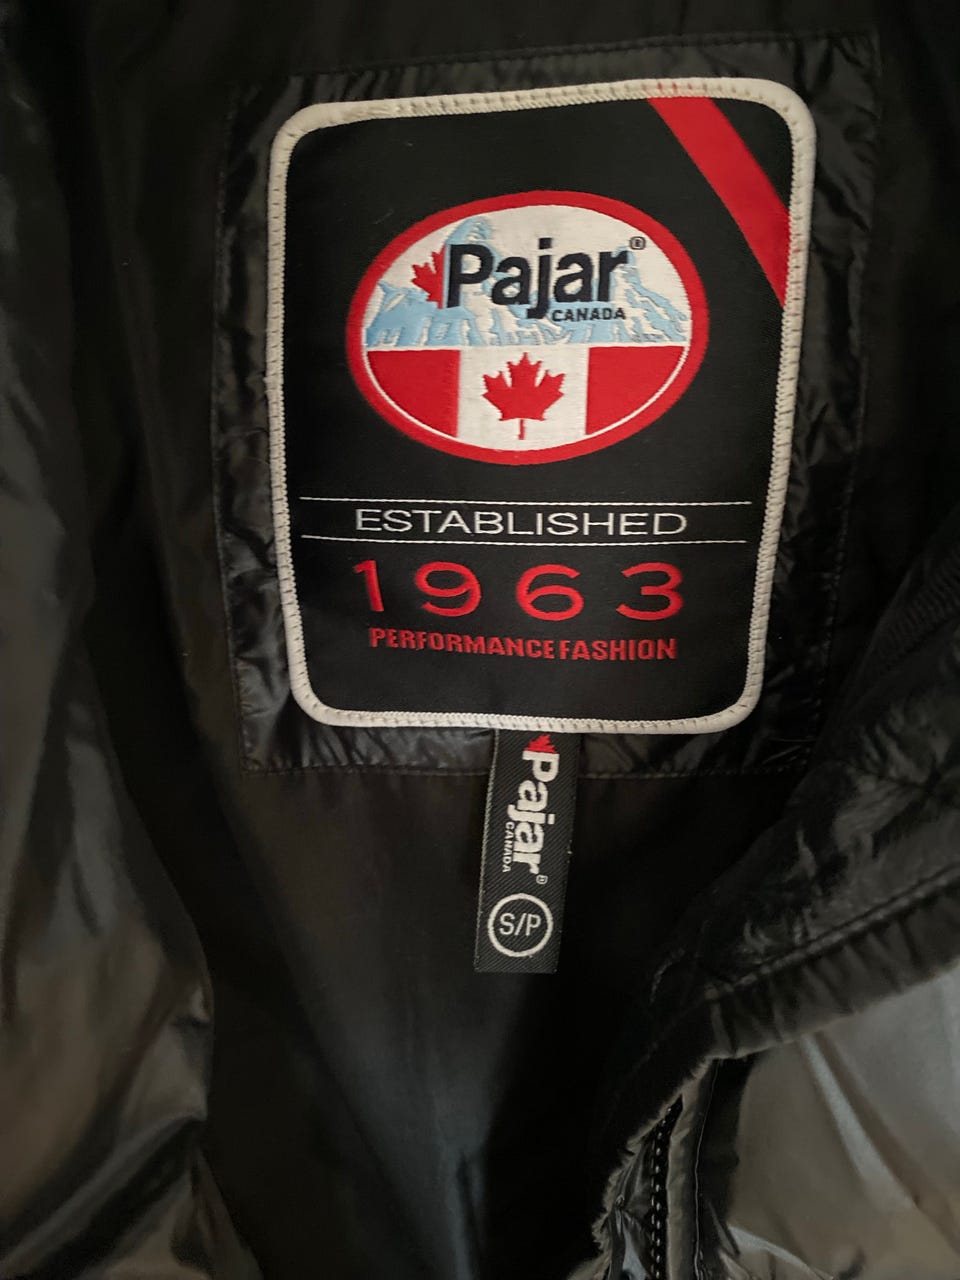 Pajar®
CANADA
ESTABLISHED
1963
PERFORMANCE FASHION
Pajar®
CANADA
S/P